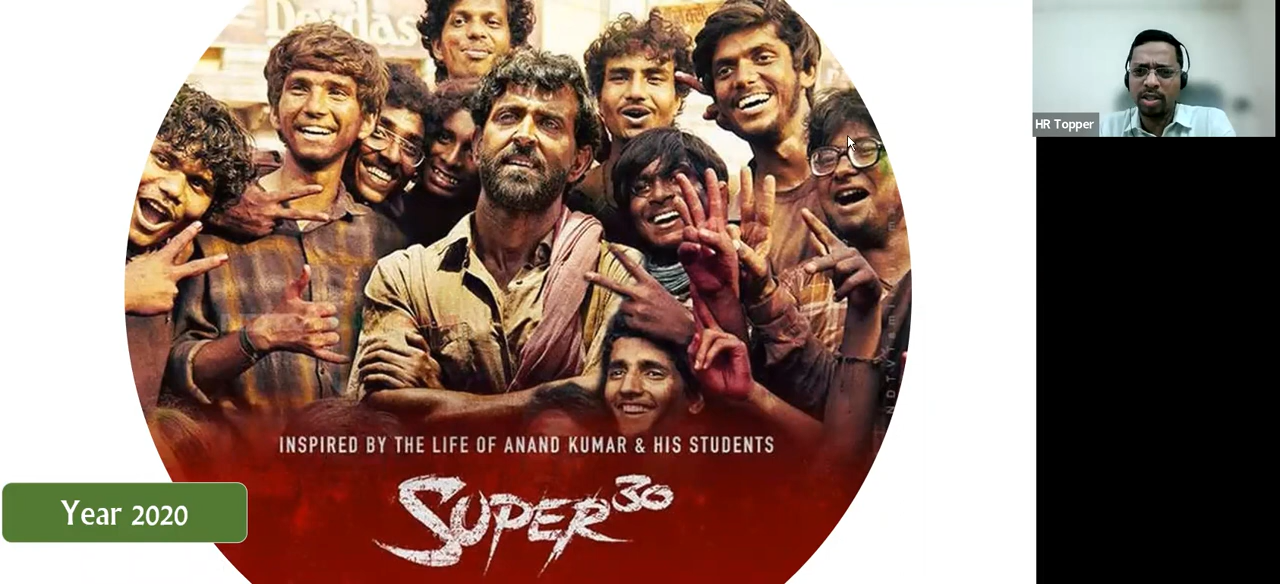 Devdas
HR Topper
INSPIRED BY THE LIFE OF ANAND KUMAR & HIS STUDENTS
SUPER 30
Year 2020